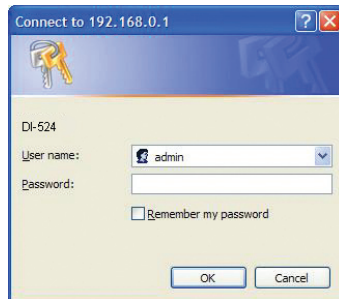 Connect to 192.168.0.1
DI-524
User name: admin
Password:
Remember my password
OK Cancel